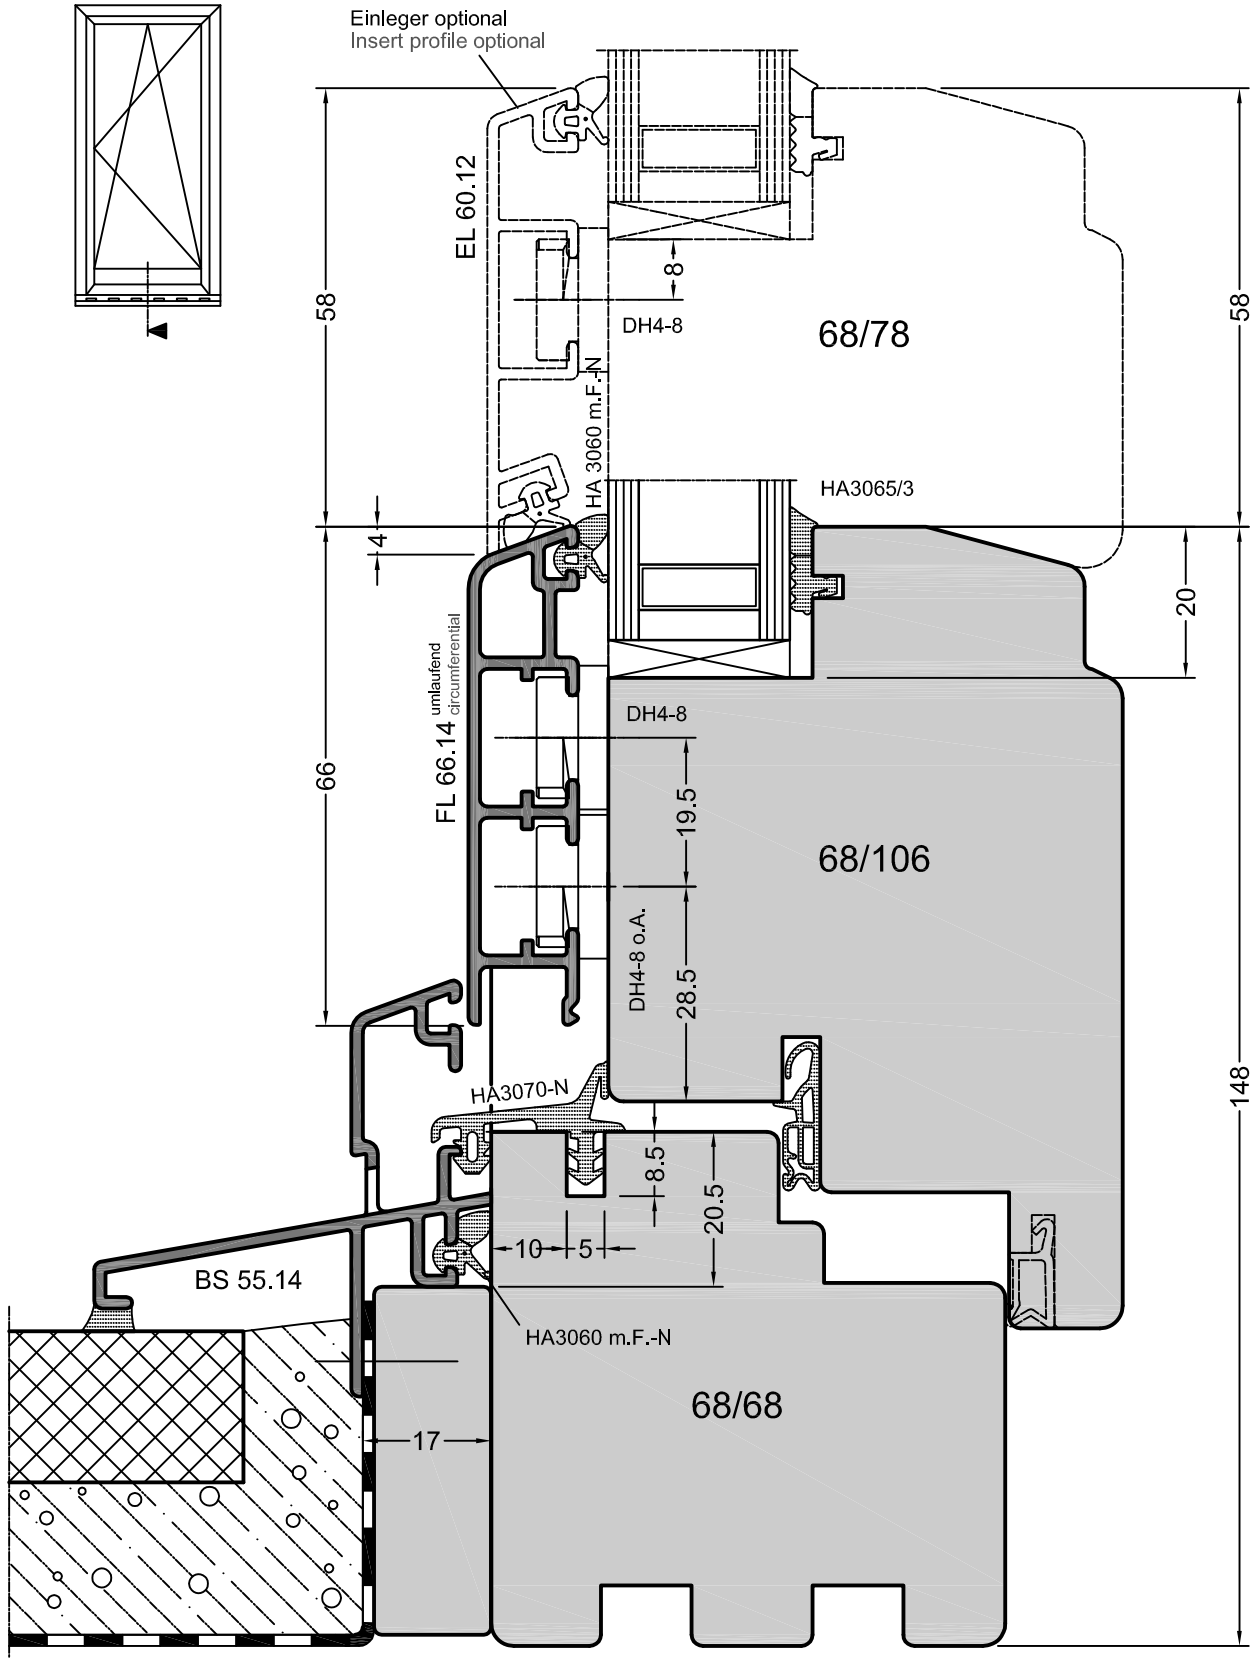 Einleger optional
Insert profile optional
58
EL 60.12
8
DH4-8
68/78
58
HA 3060 m.F.-N
HA3065/3
4
20
umlaufend
circumferential
FL 66.14
DH4-8
66
19.5
68/106
DH4-8 o.A.
28.5
HA3070-N
148
8.5
20.5
10
5
BS 55.14
HA3060 m.F.-N
68/68
17